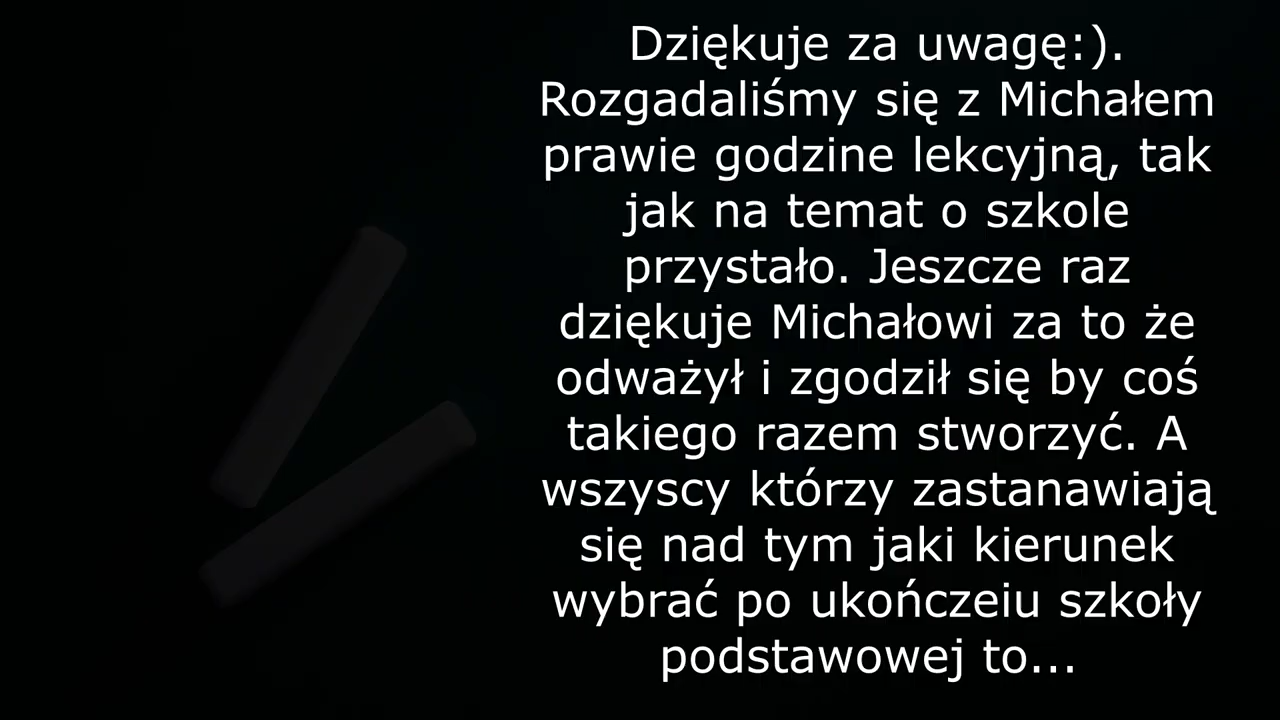 Dziękuje za uwagę:).
Rozgadaliśmy się z Michałem
prawie godzine lekcyjną, tak
jak na temat o szkole
przystało. Jeszcze raz
dziękuje Michałowi za to że
odważył i zgodził się by coś
takiego razem stworzyć. A
wszyscy którzy zastanawiają
się nad tym jaki kierunek
wybrać po ukończeiu szkoły
podstawowej to...